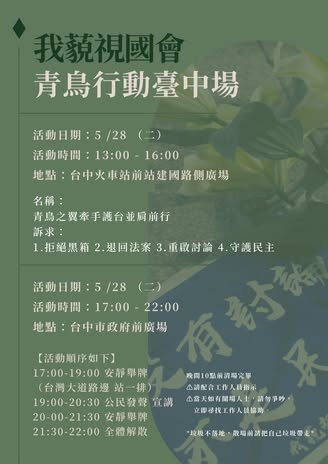 我藐視國會
青鳥行動臺中場
活動日期：5 /28 （二）
活動時間：13:00 - 16:00
地點：台中火車站前站建國路側廣場
名稱：
青鳥之翼牽手護台並肩前行
訴求：
1.拒絕黑箱 2.退回法案 3.重啟討論 4.守護民主
活動日期：5 /28 （二）
活動時間：17:00 - 22:00
地點：台中市政府前廣場
【活動順序如下】
17:00-19:00 安靜舉牌
（台灣大道路邊 站一排）
19:00-20:30 公民發聲 宣講
20:00-21:30 安靜舉牌
21:30-22:00 全體解散
晚間10點前清場完畢
⚠請配合工作人員指示
⚠當天如有鬧場人士，請勿爭吵，
立即尋找工作人員協助。
*垃圾不落地，散場前請把自己垃圾帶走*
沒有討論